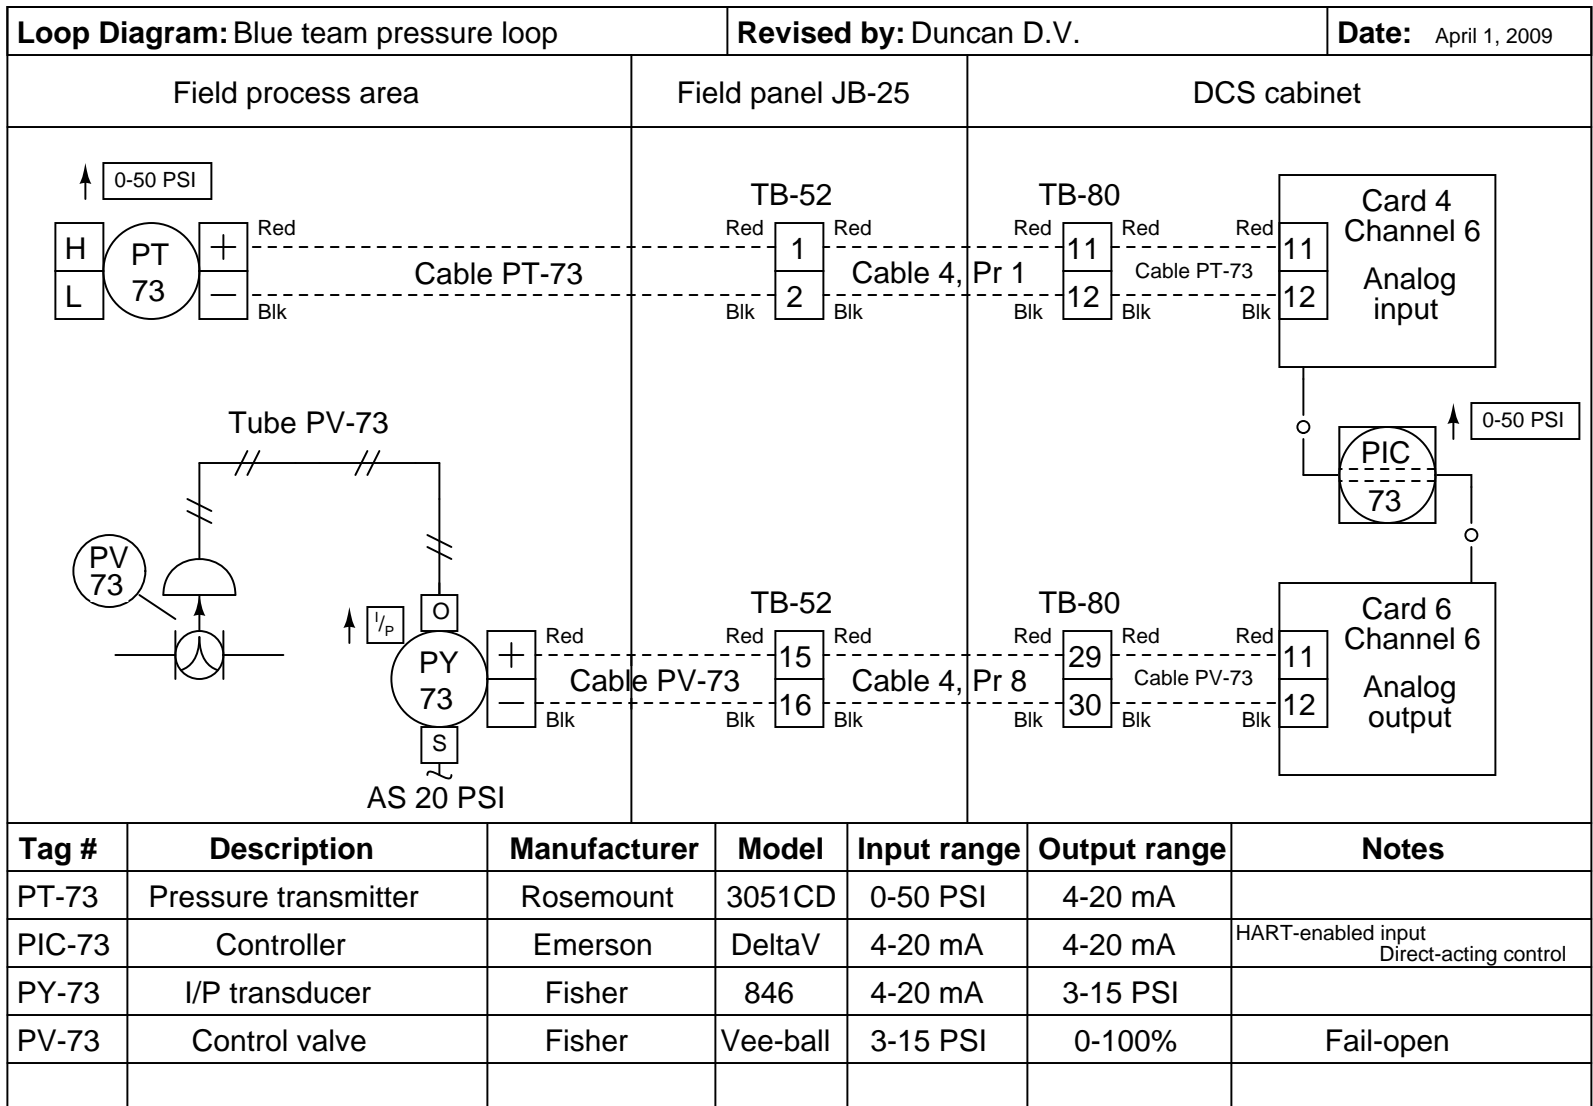 Loop Diagram: Blue team pressure loop Revised by: Duncan D.V. Date: April 1, 2009
Field process area Field panel JB-25 DCS cabinet
0-50 PSI
H
L
PT
73
+
—
Red
Blk
Cable PT-73
TB-52
Red
Blk
1
2
Red
Blk
Cable 4, Pr 1
TB-80
Red
Blk
11
12
Red
Blk
Cable PT-73
Red
Blk
11
12
Card 4
Channel 6
Analog
input
0-50 PSI
PIC
73
Tube PV-73
PV
73
I/P
O
PY
73
S
AS 20 PSI
+
—
Red
Blk
Cable PV-73
TB-52
Red
Blk
15
16
Red
Blk
Cable 4, Pr 8
TB-80
Red
Blk
29
30
Red
Blk
Cable PV-73
Red
Blk
11
12
Card 6
Channel 6
Analog
output
Tag # Description Manufacturer Model Input range Output range Notes
PT-73 Pressure transmitter Rosemount 3051CD 0-50 PSI 4-20 mA
PIC-73 Controller Emerson DeltaV 4-20 mA 4-20 mA HART-enabled input
Direct-acting control
PY-73 I/P transducer Fisher 846 4-20 mA 3-15 PSI
PV-73 Control valve Fisher Vee-ball 3-15 PSI 0-100% Fail-open